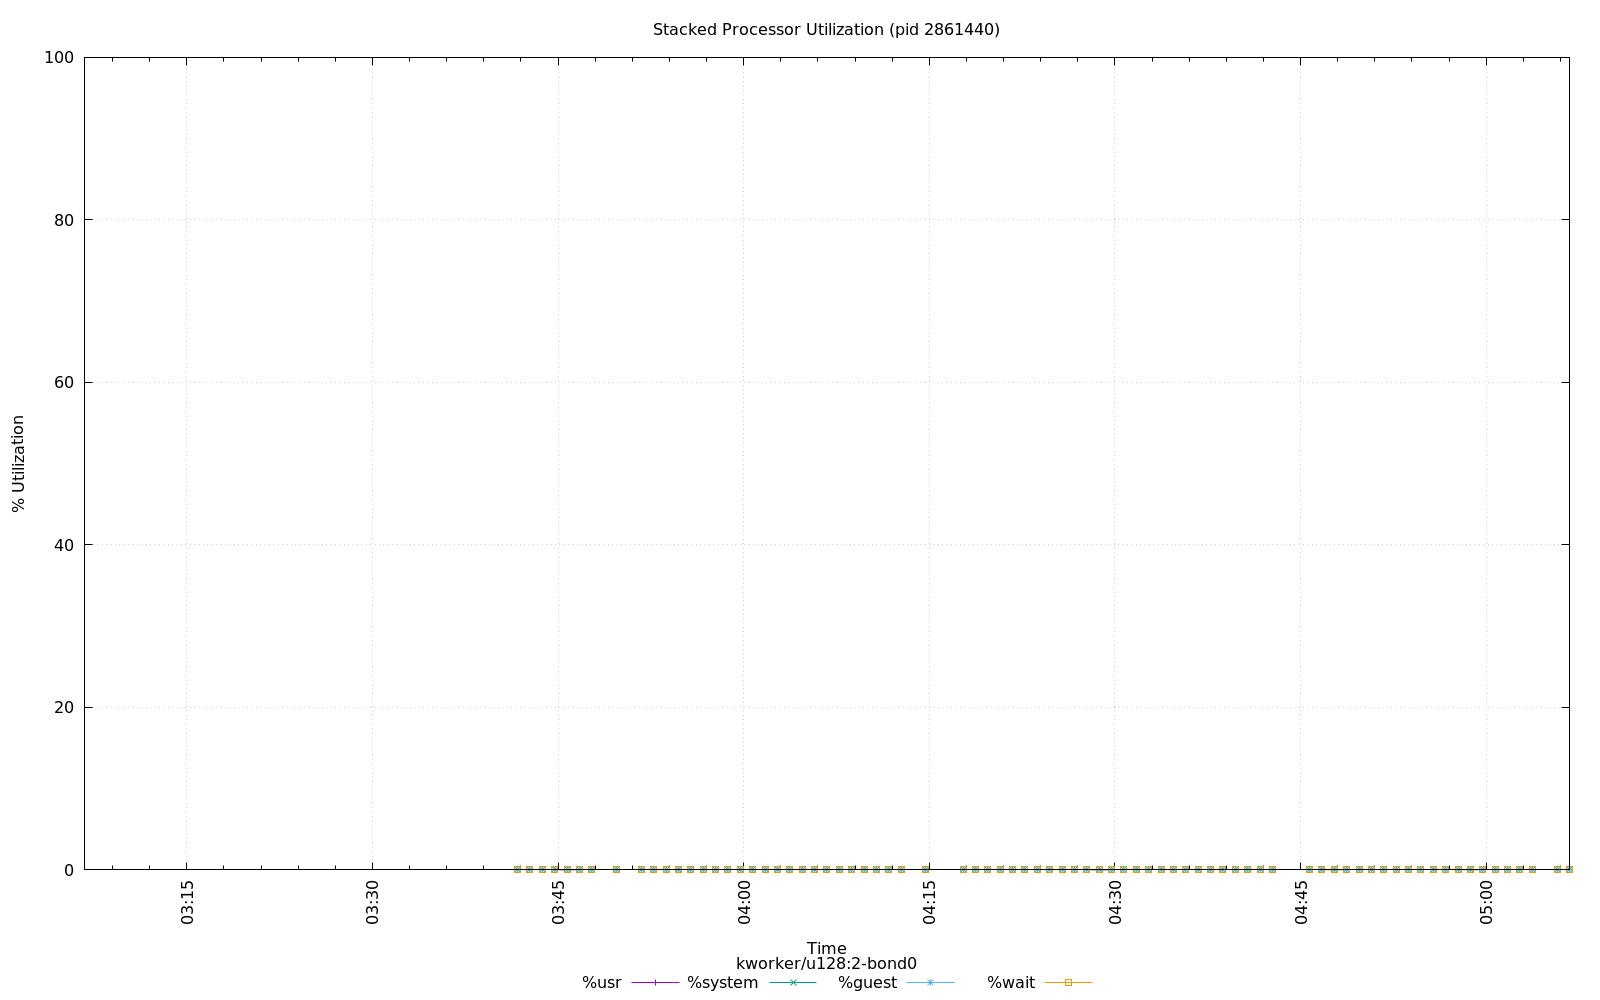 Stacked Processor Utilization (pid 2861440)
100
80
60
40
20
0
% Utilization
03:15
03:30
03:45
04:00
04:15
04:30
04:45
05:00
Time
kworker/u128:2-bond0
%usr %system %guest %wait